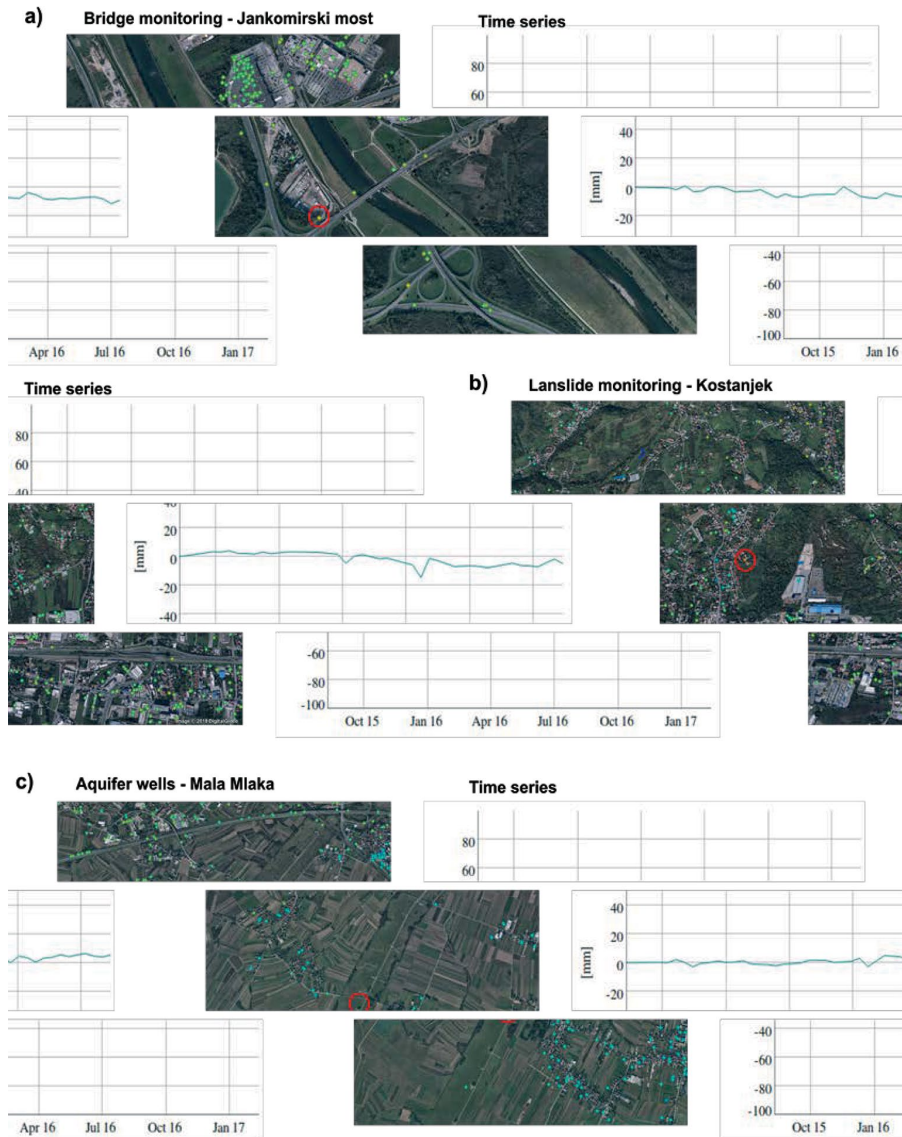 a) Bridge monitoring - Jankomirski most
Time series
80
60
40
20
0
-20
[mm]
-40
-60
-80
-100
Apr 16 Jul 16 Oct 16 Jan 17
Oct 15 Jan 16
Time series
b) Lanslide monitoring - Kostanjek
80
60
40
20
0
-20
-40
[mm]
Image © 2018 DigitalGlobe
-60
-80
-100
Oct 15 Jan 16 Apr 16 Jul 16 Jan 17
c) Aquifer wells - Mala Mlaka
Time series
80
60
40
20
0
-20
[mm]
-40
-60
-80
-100
Apr 16 Jul 16 Oct 16 Jan 17
Oct 15 Jan 16